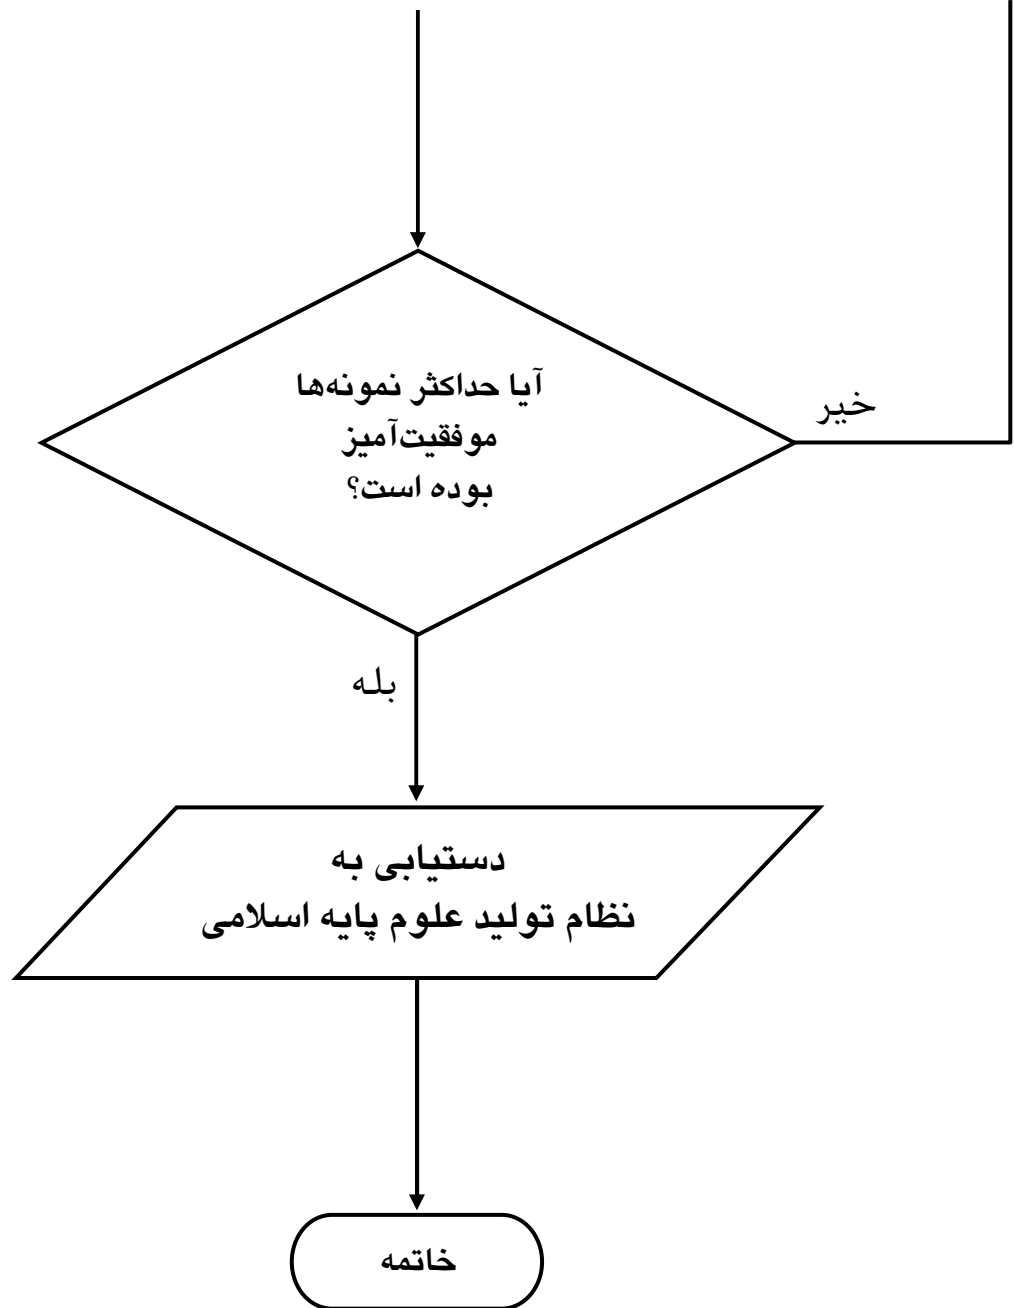 آیا حداکثر نمونه‌ها
موفقیت‌آمیز
بوده است؟
خیر
بله
دستیابی به
نظام تولید علوم پایه اسلامی
خاتمه